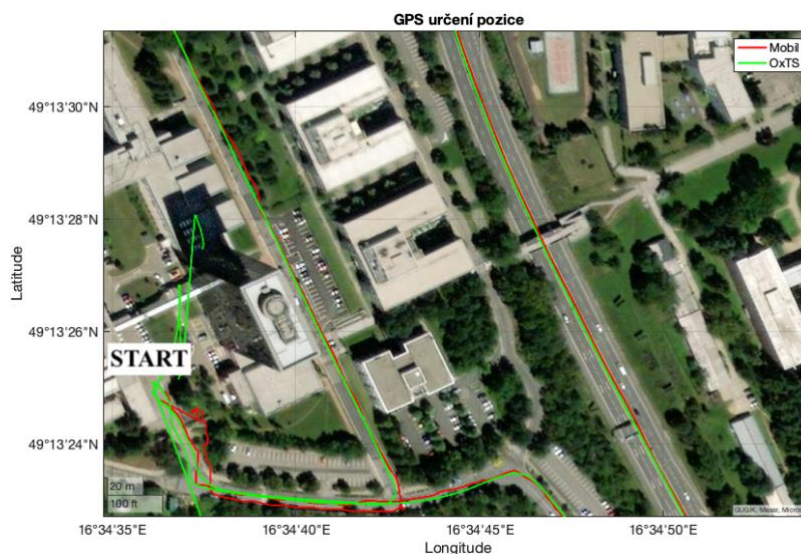 GPS určení pozice
Mobil
OxTS
49°13'30"N
49°13'28"N
Latitude
49°13'26"N
START
49°13'24"N
20 m
100 ft
16°34'35"E
16°34'40"E
16°34'45"E
16°34'50"E
Longitude